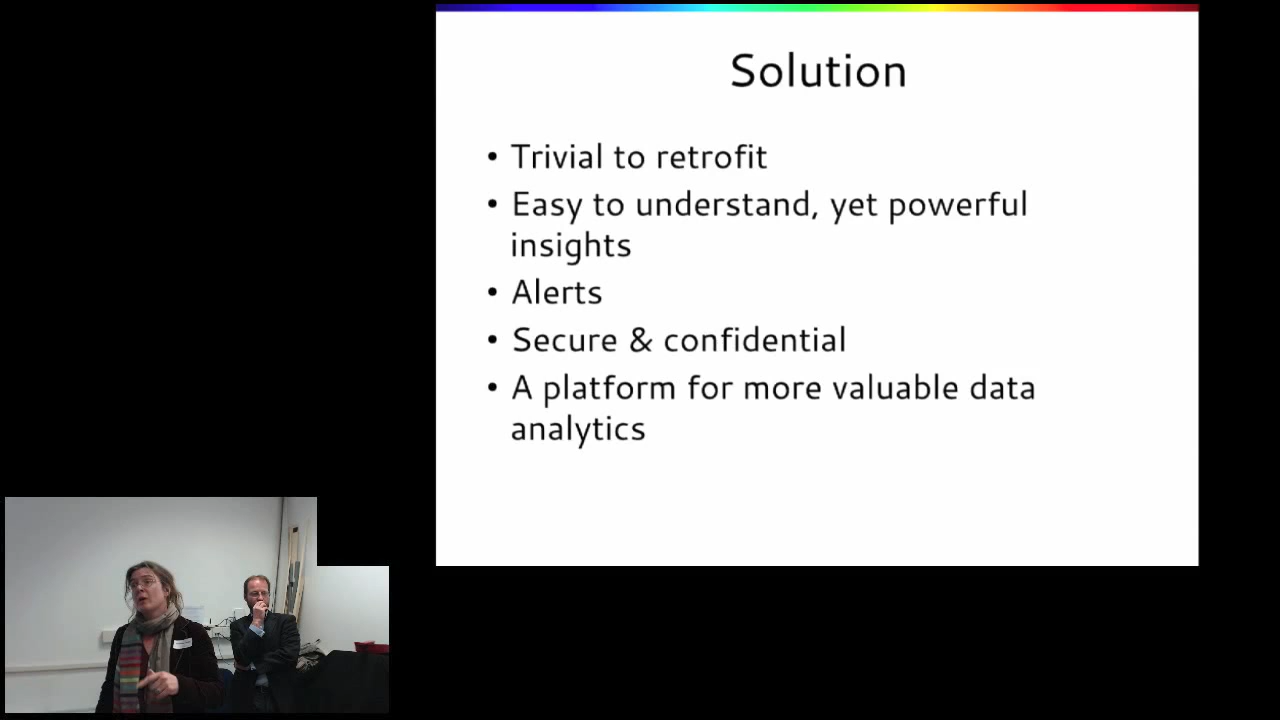 Solution
• Trivial to retrofit
• Easy to understand, yet powerful
insights
• Alerts
• Secure & confidential
• A platform for more valuable data
analytics